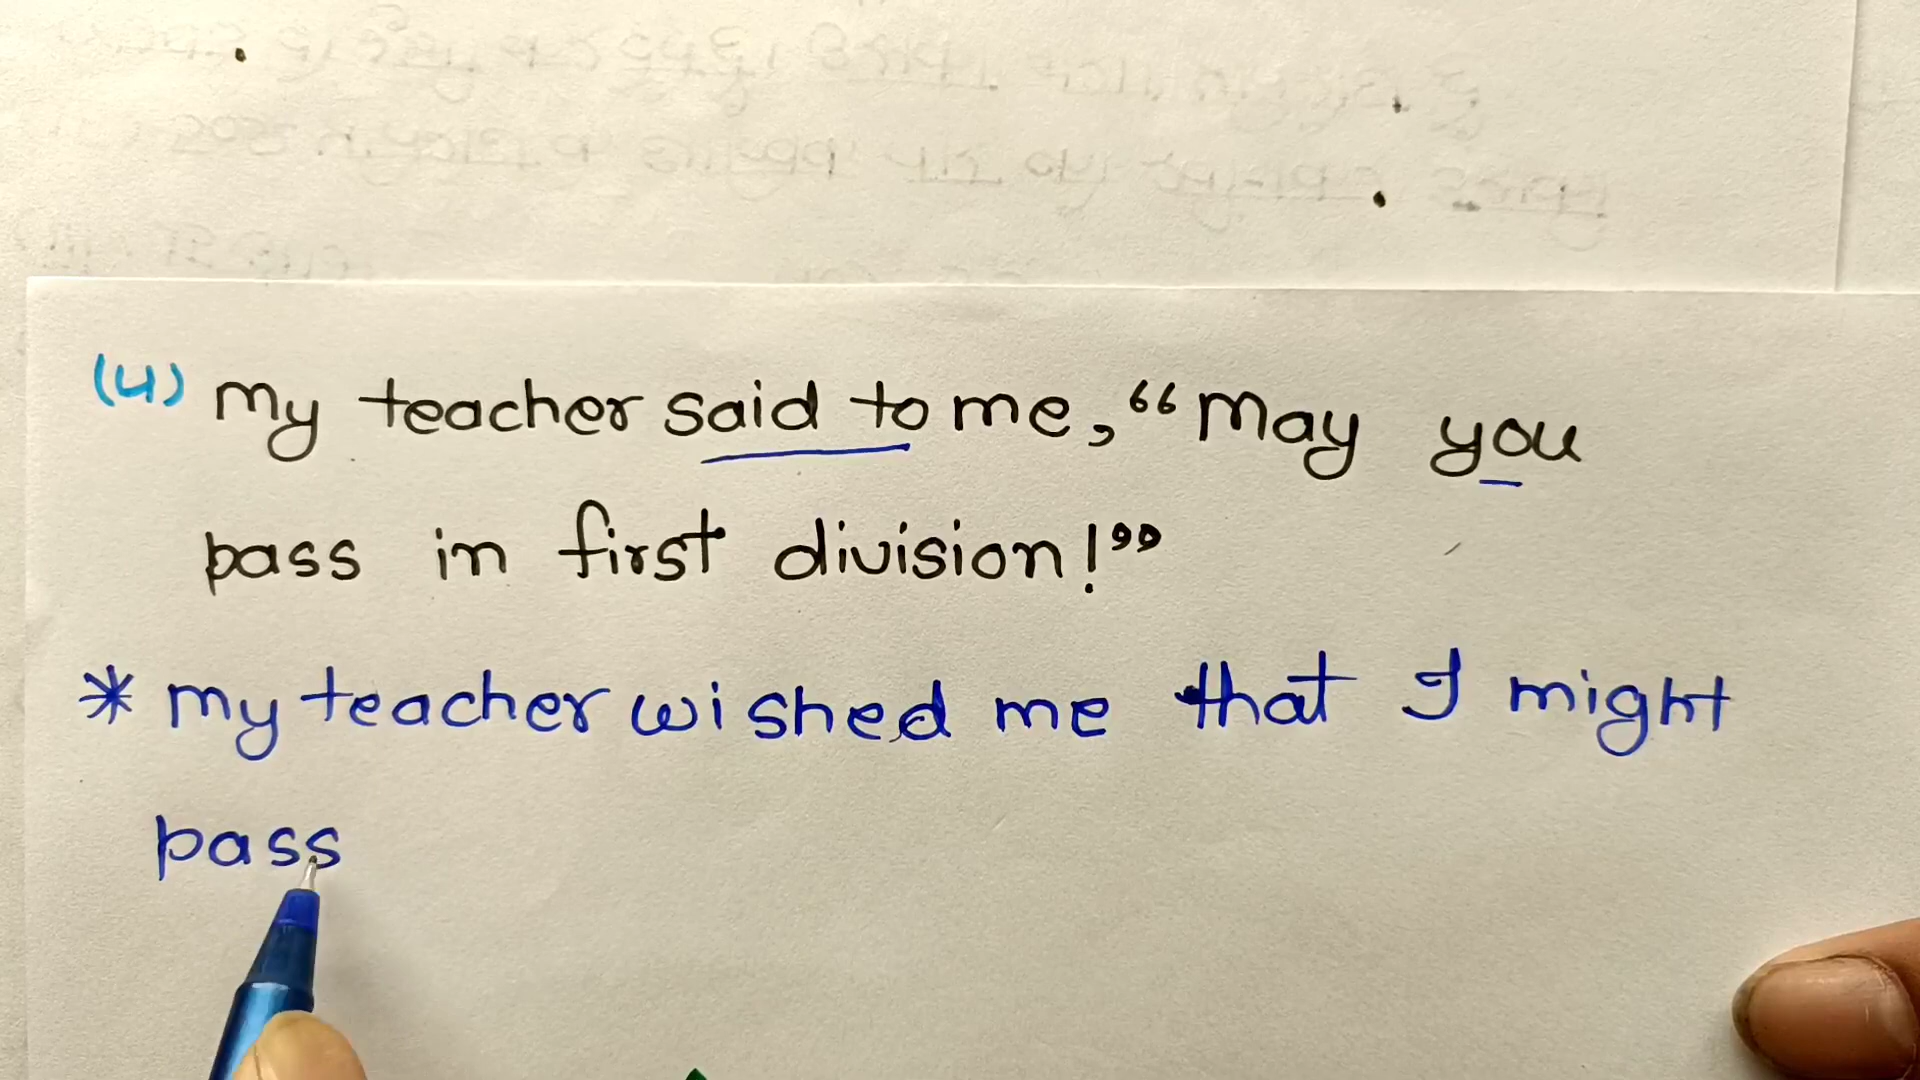 (4) My teacher said to me, “May you
pass in first division!”
* My teacher wished me that I might
pass